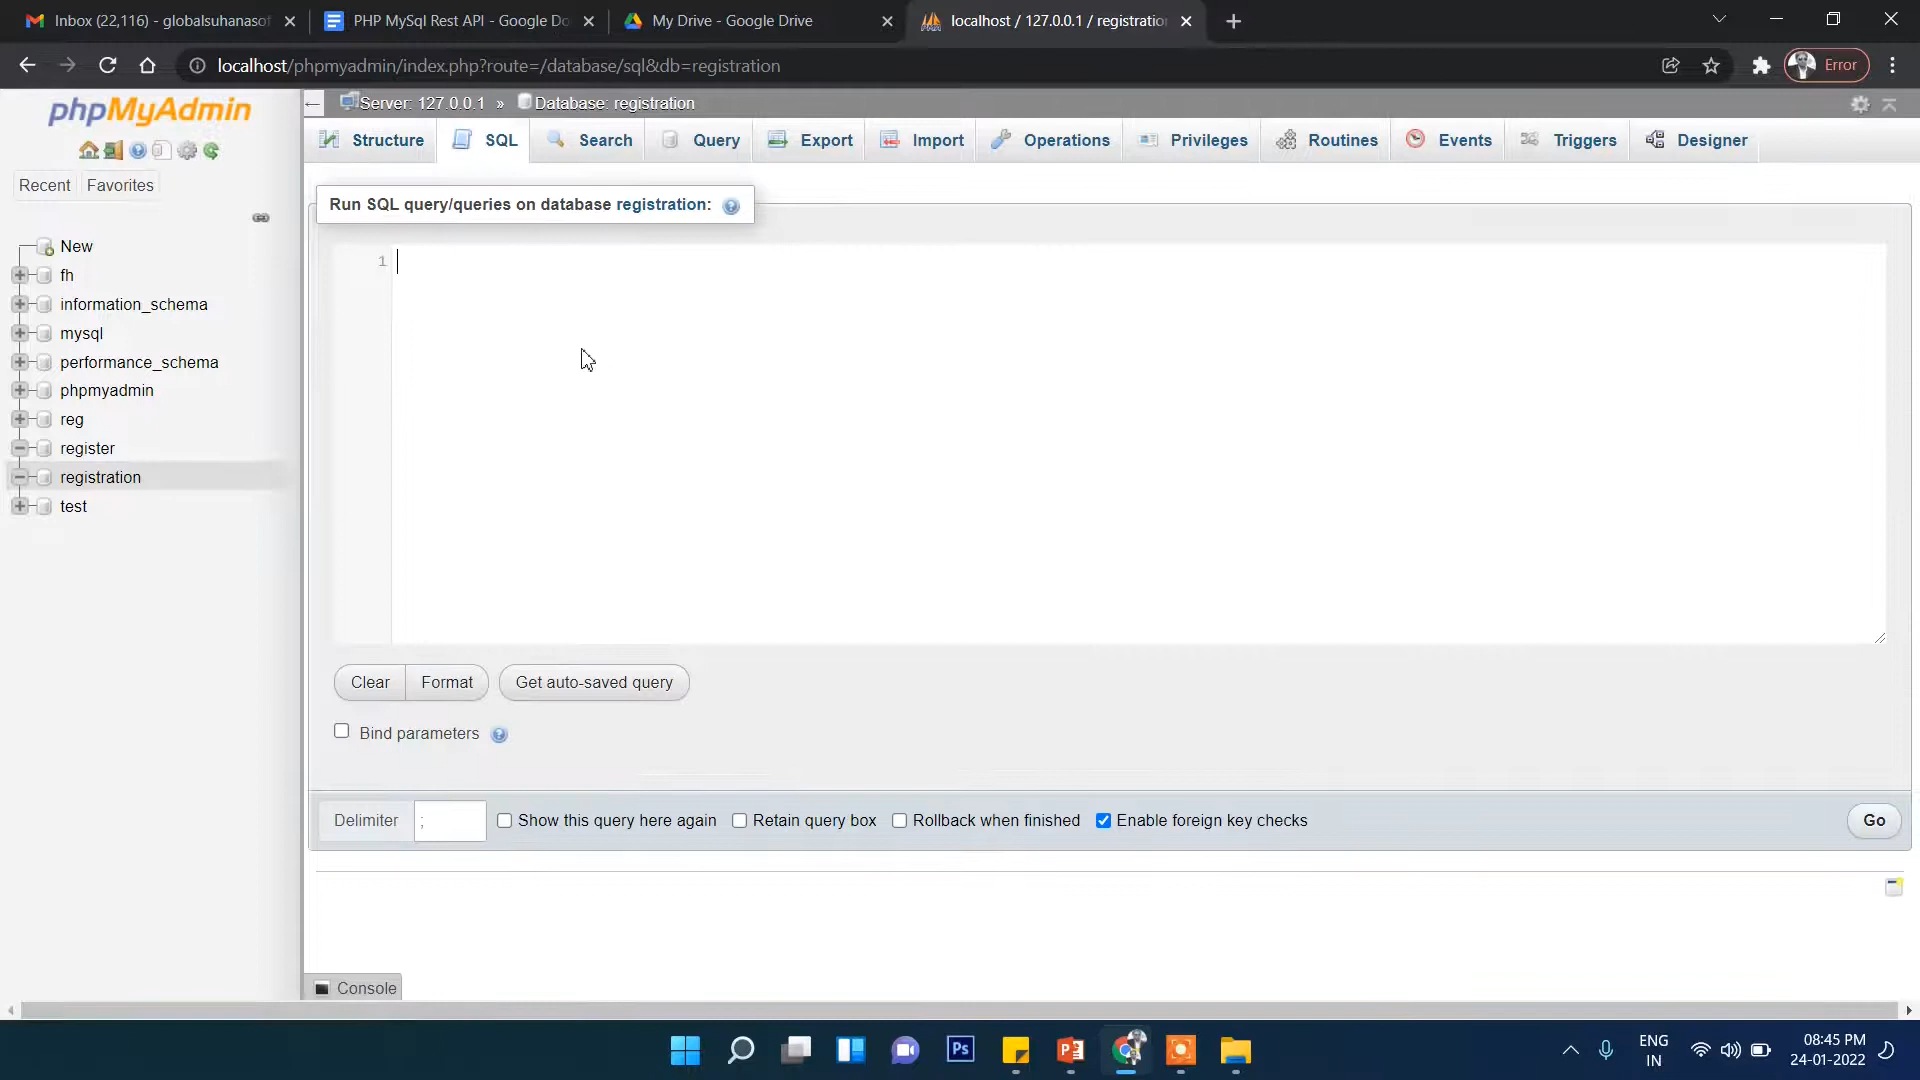 Inbox (22,116) - globalsuhanasof
PHP MySql Rest API - Google Do
My Drive - Google Drive
localhost / 127.0.0.1 / registratio
localhost/phpmyadmin/index.php?route=/database/sql&db=registration
Error
phpMyAdmin
Recent
Favorites
New
fh
information_schema
mysql
performance_schema
phpmyadmin
reg
register
registration
test
Server: 127.0.0.1 » Database: registration
Structure
SQL
Search
Query
Export
Import
Operations
Privileges
Routines
Events
Triggers
Designer
Run SQL query/queries on database registration:
1
Clear
Format
Get auto-saved query
Bind parameters
Delimiter
;
Show this query here again
Retain query box
Rollback when finished
Enable foreign key checks
Go
Console
Ps
ENG
IN
08:45 PM
24-01-2022